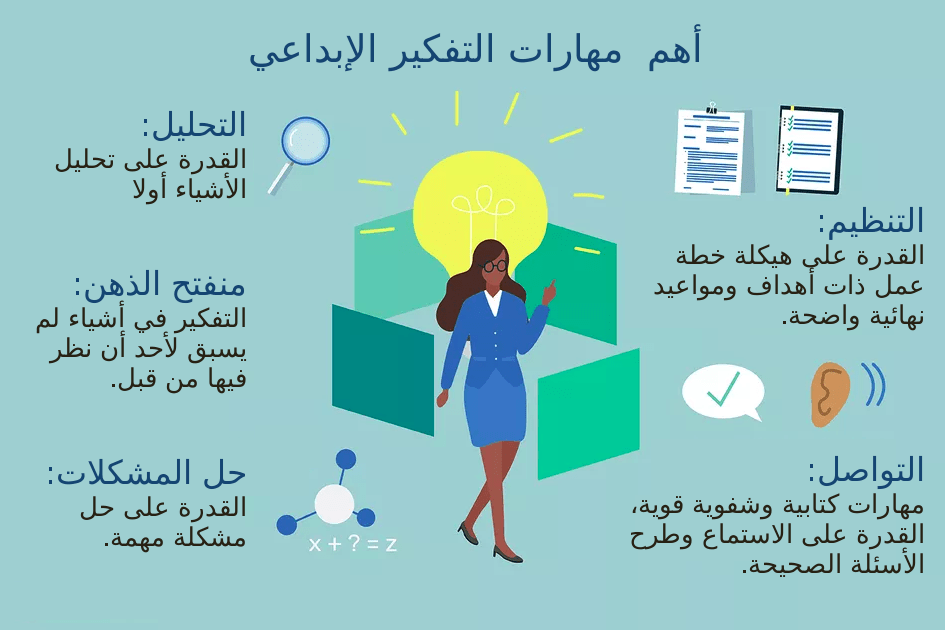 أهم مهارات التفكير الإبداعي
التنظيم:
القدرة على هيكلة خطة
عمل ذات أهداف ومواعيد
نهائية واضحة.
التواصل:
مهارات كتابية وشفوية قوية،
القدرة على الاستماع وطرح
الأسئلة الصحيحة.
التحليل:
القدرة على تحليل
الأشياء أولا
منفتح الذهن:
التفكير في أشياء لم
يسبق لأحد أن نظر
فيها من قبل.
حل المشكلات:
القدرة على حل
مشكلة مهمة.
x + ? = z